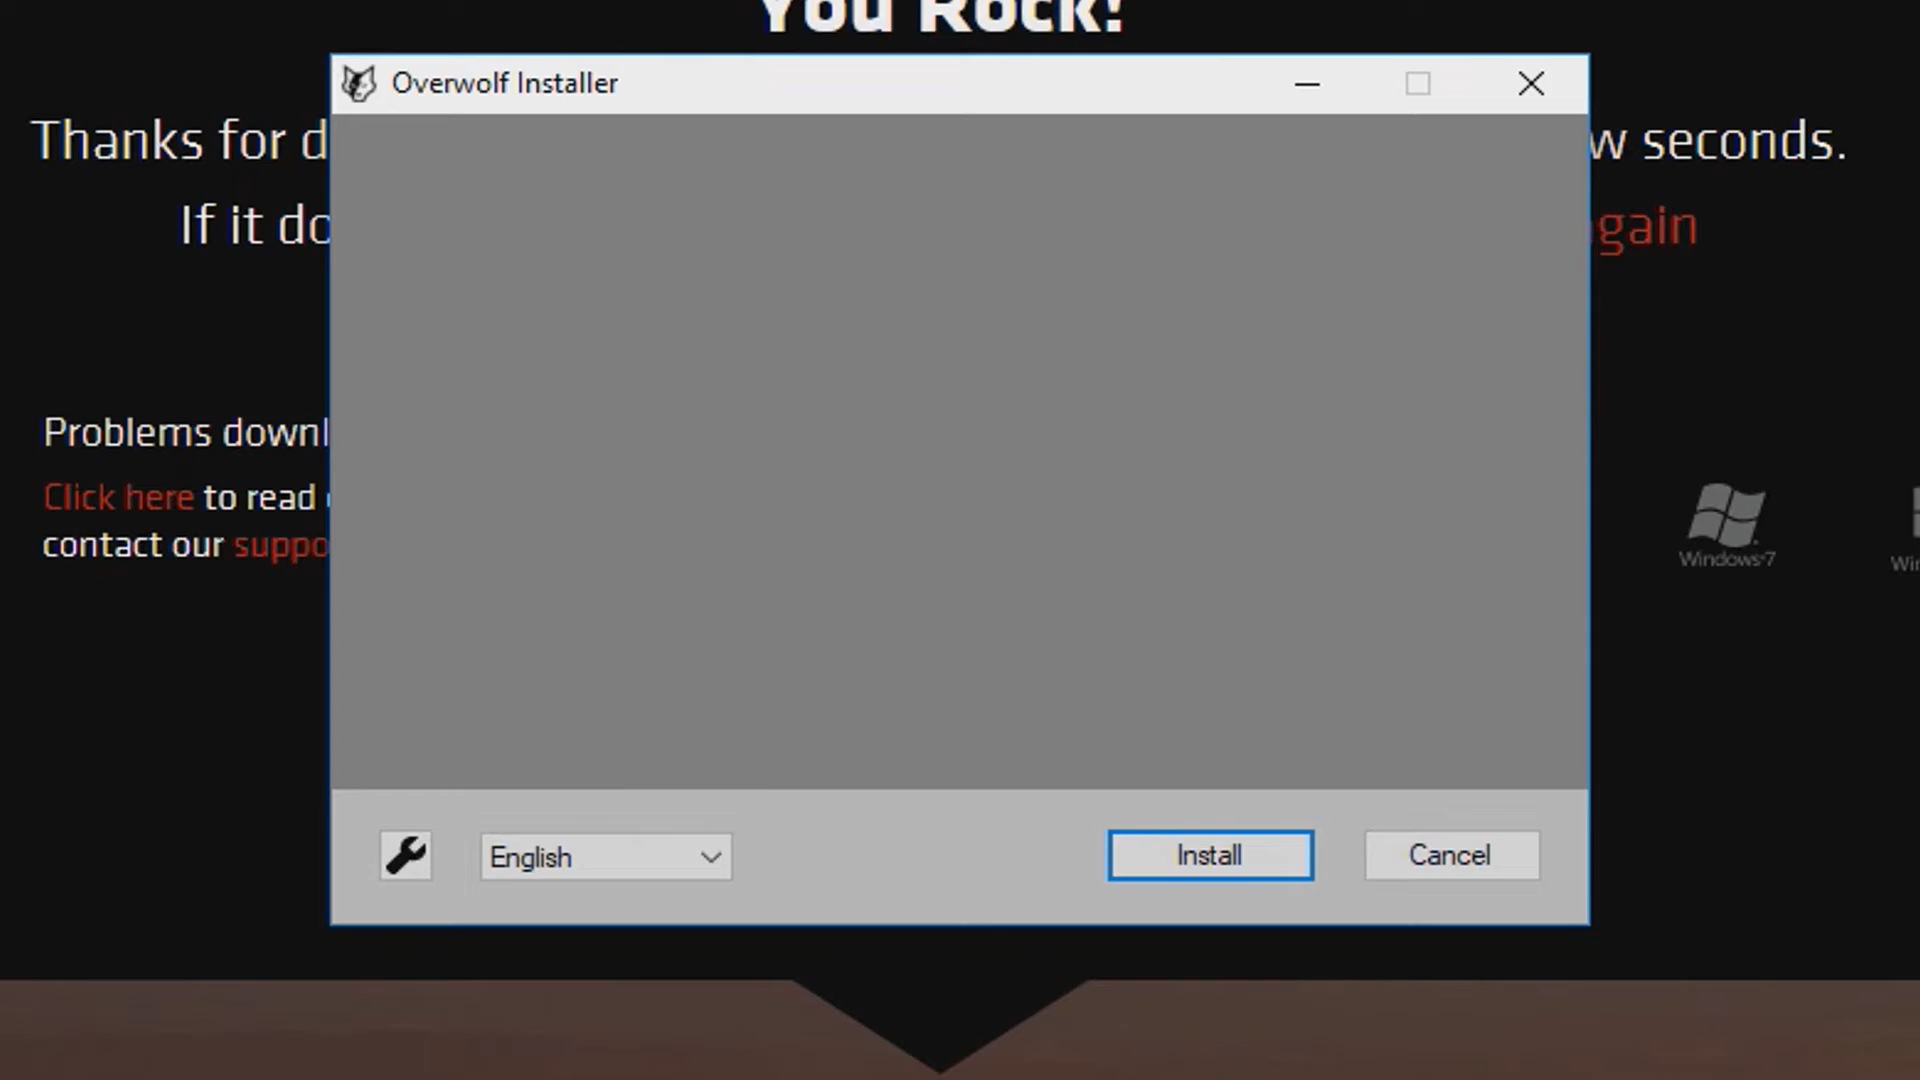 You Rock!
Overwolf Installer
Thanks for d
w seconds.
If it do
gain
Problems downl
Click here to read
contact our suppo
Windows 7
Win
English
Install
Cancel